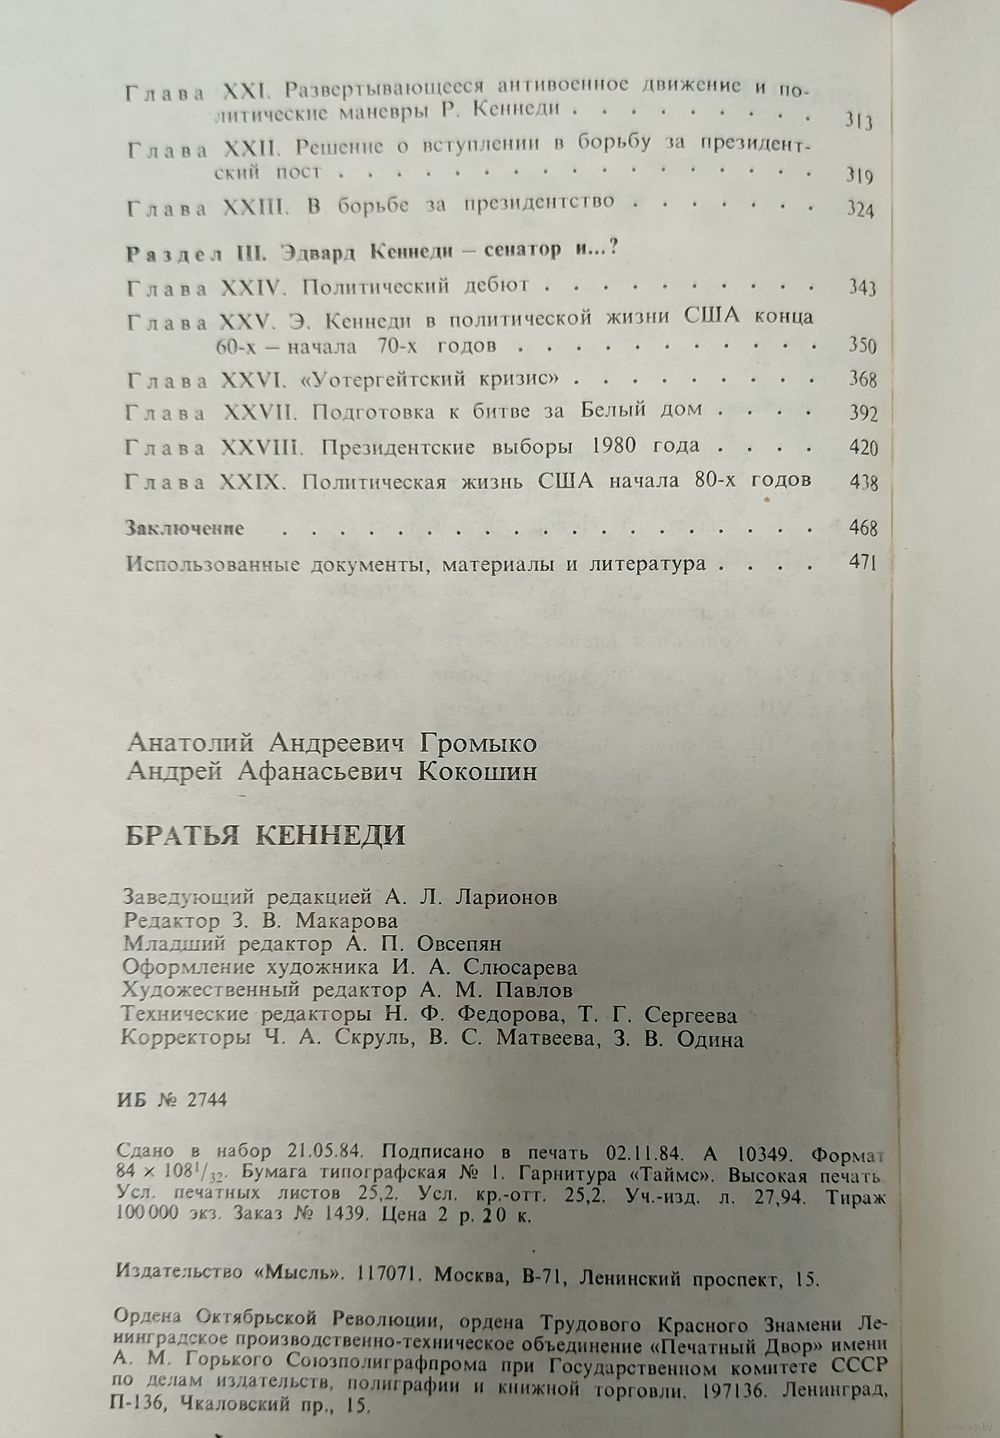 Глава XXI. Развертывающееся антивоенное движение и по-
литические маневры Р. Кеннеди . . . . . . . . . 313
Глава XXII. Решение о вступлении в борьбу за президент-
ский пост . . . . . . . . . . . . . . . . . 319
Глава XXIII. В борьбе за президентство . . . . . . . 324
Раздел III. Эдвард Кеннеди — сенатор и...?
Глава XXIV. Политический дебют . . . . . . . . . . 343
Глава XXV. Э. Кеннеди в политической жизни США конца
60-х — начала 70-х годов . . . . . . . . . . . 350
Глава XXVI. «Уотергейтский кризис» . . . . . . . . . 368
Глава XXVII. Подготовка к битве за Белый дом . . . . 392
Глава XXVIII. Президентские выборы 1980 года . . . . 420
Глава XXIX. Политическая жизнь США начала 80-х годов 438
Заключение . . . . . . . . . . . . . . . . . . . 468
Использованные документы, материалы и литература . . . . 471
Анатолий Андреевич Громыко
Андрей Афанасьевич Кокошин
БРАТЬЯ КЕННЕДИ
Заведующий редакцией А. Л. Ларионов
Редактор З. В. Макарова
Младший редактор А. П. Овсепян
Оформление художника И. А. Слюсарева
Художественный редактор А. М. Павлов
Технические редакторы Н. Ф. Федорова, Т. Г. Сергеева
Корректоры Ч. А. Скруль, В. С. Матвеева, З. В. Одина
ИБ № 2744
Сдано в набор 21.05.84. Подписано в печать 02.11.84. А 10349. Формат
84 × 108¹/₃₂. Бумага типографская № 1. Гарнитура «Таймс». Высокая печать.
Усл. печатных листов 25,2. Усл. кр.-отт. 25,2. Уч.-изд. л. 27,94. Тираж
100 000 экз. Заказ № 1439. Цена 2 р. 20 к.
Издательство «Мысль». 117071. Москва, В-71, Ленинский проспект, 15.
Ордена Октябрьской Революции, ордена Трудового Красного Знамени Ле-
нинградское производственно-техническое объединение «Печатный Двор» имени
А. М. Горького Союзполиграфпрома при Государственном комитете СССР
по делам издательств, полиграфии и книжной торговли. 197136. Ленинград,
П-136, Чкаловский пр., 15.
www.ay.by